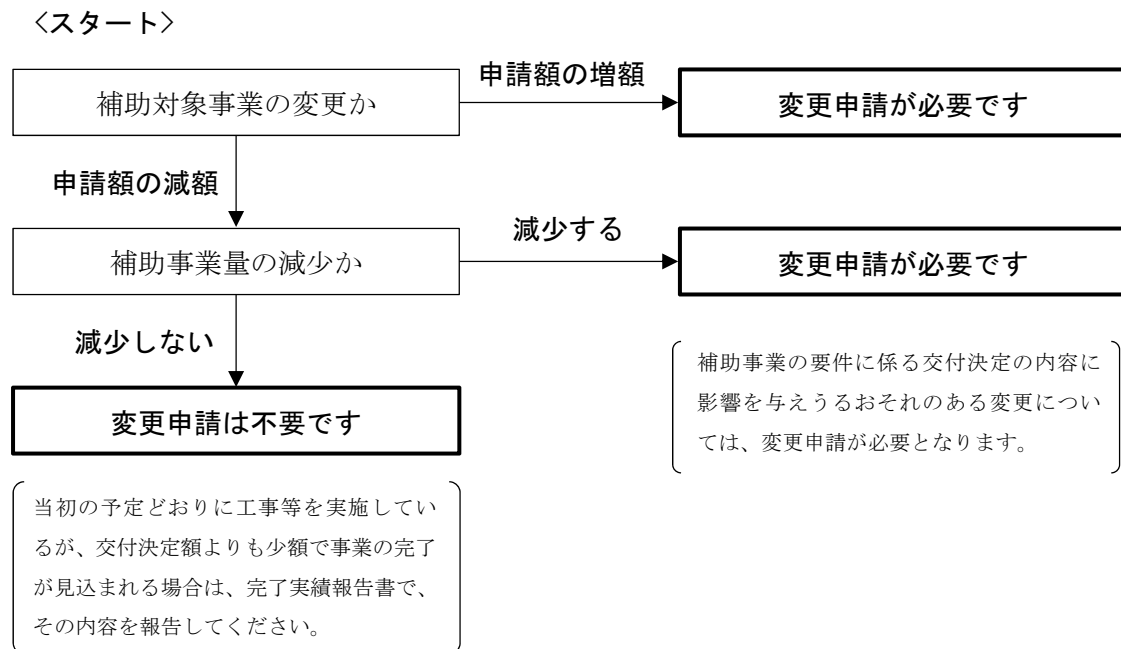 〈スタート〉
申請額の増額
補助対象事業の変更か
変更申請が必要です
申請額の減額
減少する
補助事業量の減少か
変更申請が必要です
減少しない
変更申請は不要です
補助事業の要件に係る交付決定の内容に
影響を与えうるおそれのある変更につい
ては、変更申請が必要となります。
当初の予定どおりに工事等を実施してい
るが、交付決定額よりも少額で事業の完了
が見込まれる場合は、完了実績報告書で、
その内容を報告してください。